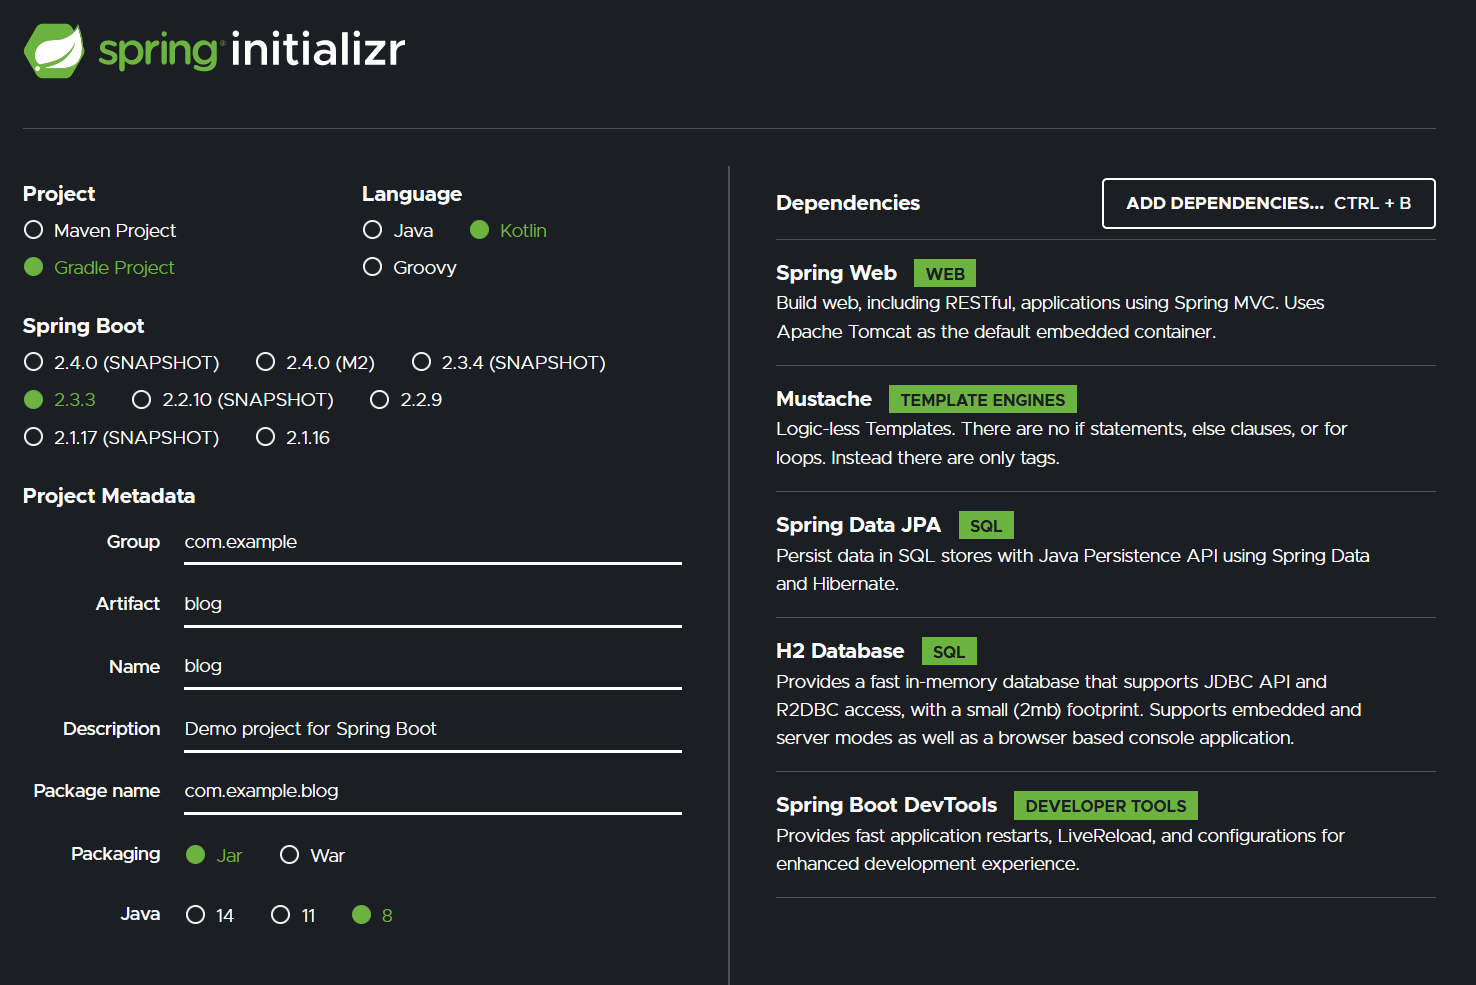 spring initializr
Project
Maven Project
Gradle Project
Language
Java Kotlin
Groovy
Spring Boot
2.4.0 (SNAPSHOT) 2.4.0 (M2) 2.3.4 (SNAPSHOT)
2.3.3 2.2.10 (SNAPSHOT) 2.2.9
2.1.17 (SNAPSHOT) 2.1.16
Project Metadata
Group com.example
Artifact blog
Name blog
Description Demo project for Spring Boot
Package name com.example.blog
Packaging Jar War
Java 14 11 8
Dependencies ADD DEPENDENCIES... CTRL + B
Spring Web WEB
Build web, including RESTful, applications using Spring MVC. Uses
Apache Tomcat as the default embedded container.
Mustache TEMPLATE ENGINES
Logic-less Templates. There are no if statements, else clauses, or for
loops. Instead there are only tags.
Spring Data JPA SQL
Persist data in SQL stores with Java Persistence API using Spring Data
and Hibernate.
H2 Database SQL
Provides a fast in-memory database that supports JDBC API and
R2DBC access, with a small (2mb) footprint. Supports embedded and
server modes as well as a browser based console application.
Spring Boot DevTools DEVELOPER TOOLS
Provides fast application restarts, LiveReload, and configurations for
enhanced development experience.